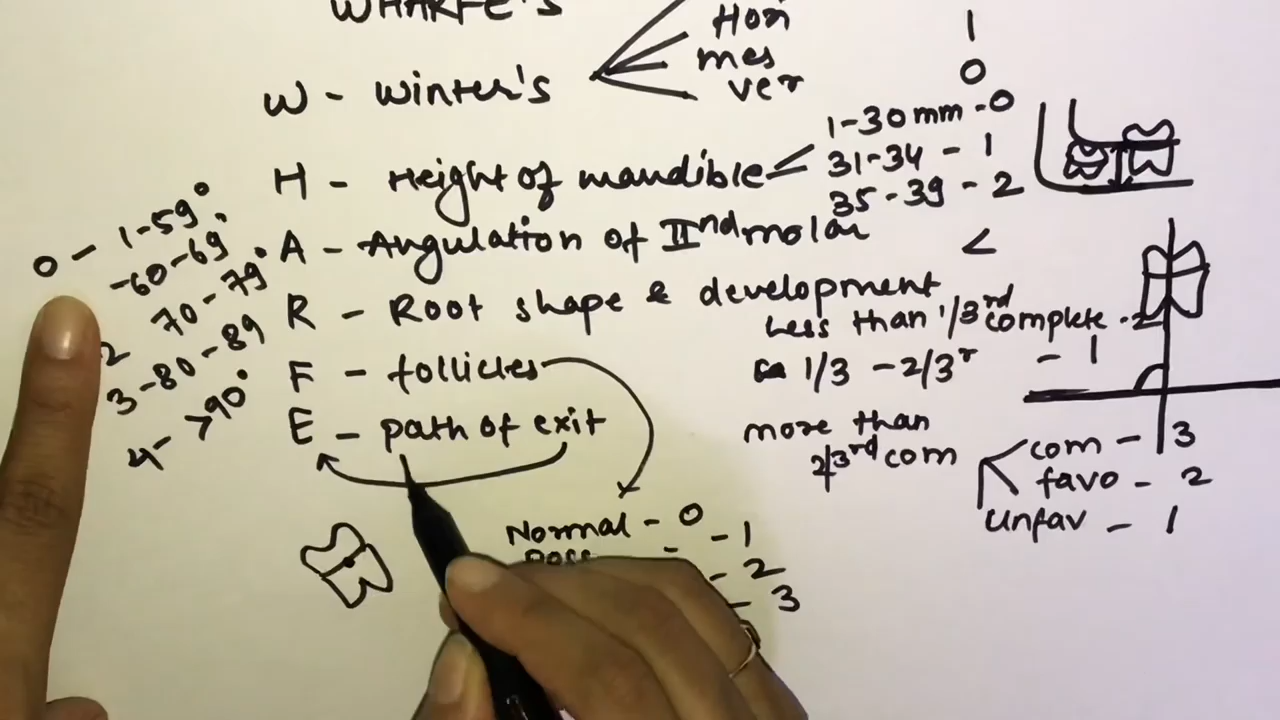 WHARFE's
W - Winter's
Hori
mes
ver
1
0
H - Height of mandible
1-30mm - 0
31-34 - 1
35-39 - 2
A - Angulation of IInd molar
0 - 1-59°
-60-69°
2 70-79°
3-80-89
4- >90°
R - Root shape & development
Less than 1/3rd complete - 2
1/3 - 2/3r - 1
more than
2/3rd com
com - 3
favo - 2
Unfav - 1
F - follicles
E - path of exit
Normal - 0
- 1
- 2
- 3